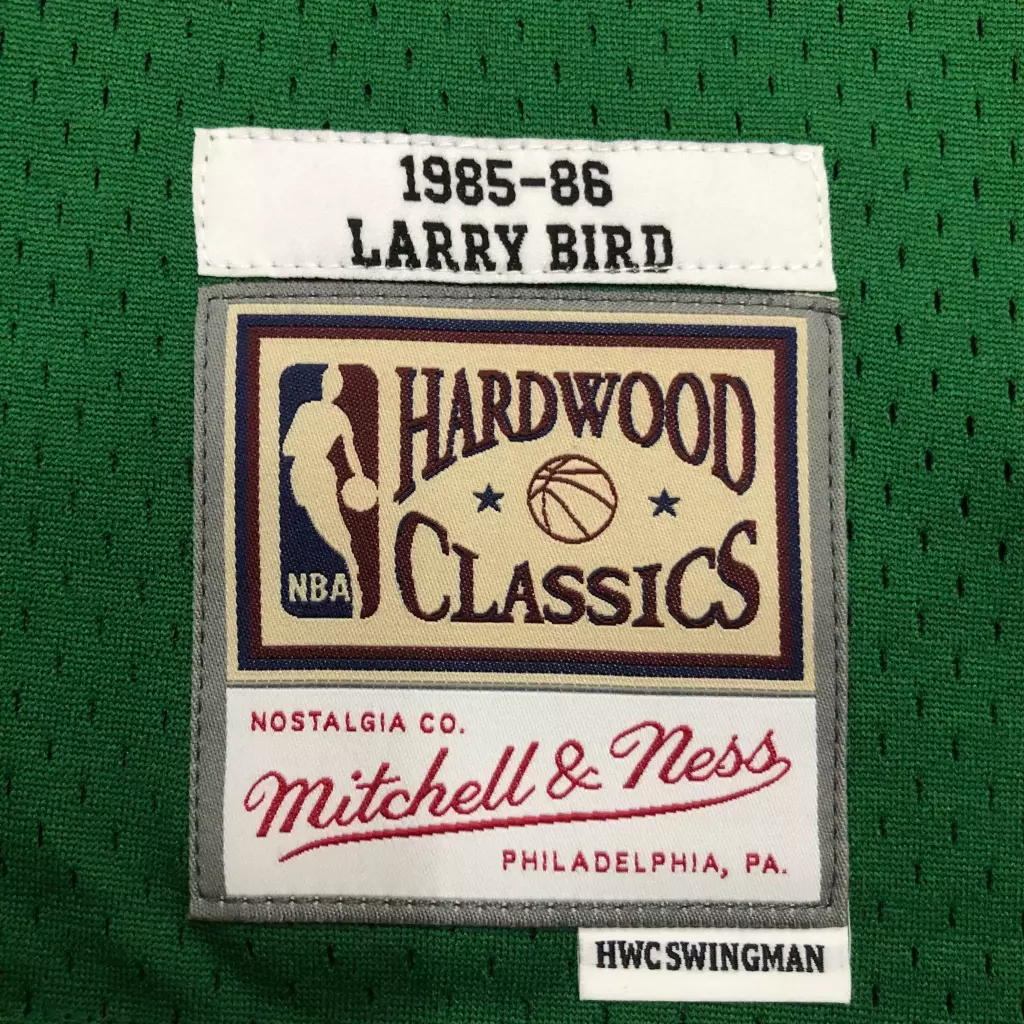 1985-86
LARRY BIRD
HARDWOOD
CLASSICS
NBA
NOSTALGIA CO.
Mitchell & Ness
PHILADELPHIA, PA.
HWC SWINGMAN